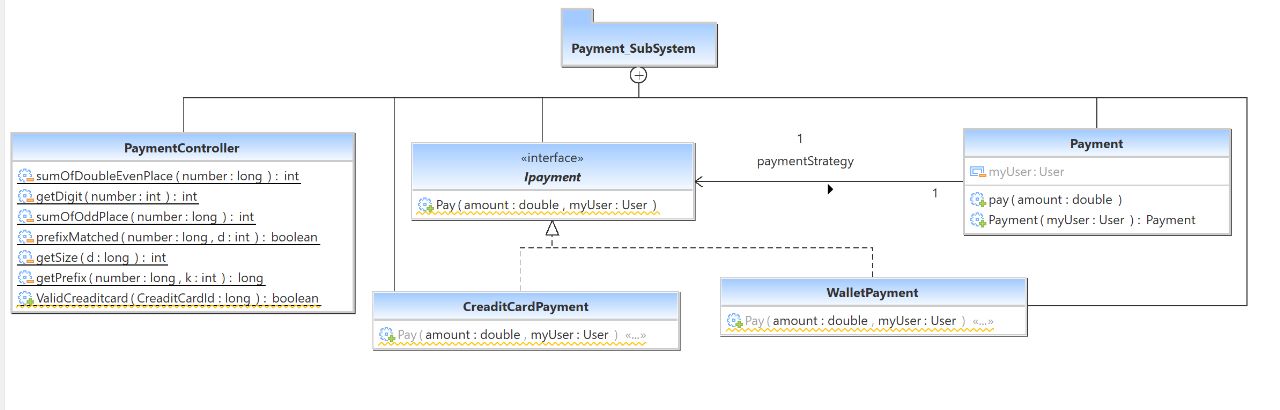 Payment_SubSystem
PaymentController
sumOfDoubleEvenPlace ( number : long ) : int
getDigit ( number : int ) : int
sumOfOddPlace ( number : long ) : int
prefixMatched ( number : long , d : int ) : boolean
getSize ( d : long ) : int
getPrefix ( number : long , k : int ) : long
ValidCreaditcard ( CreaditCardId : long ) : boolean
«interface»
Ipayment
Pay ( amount : double , myUser : User )
1
paymentStrategy
1
Payment
myUser : User
pay ( amount : double )
Payment ( myUser : User ) : Payment
CreaditCardPayment
Pay ( amount : double , myUser : User ) «...»
WalletPayment
Pay ( amount : double , myUser : User ) «...»